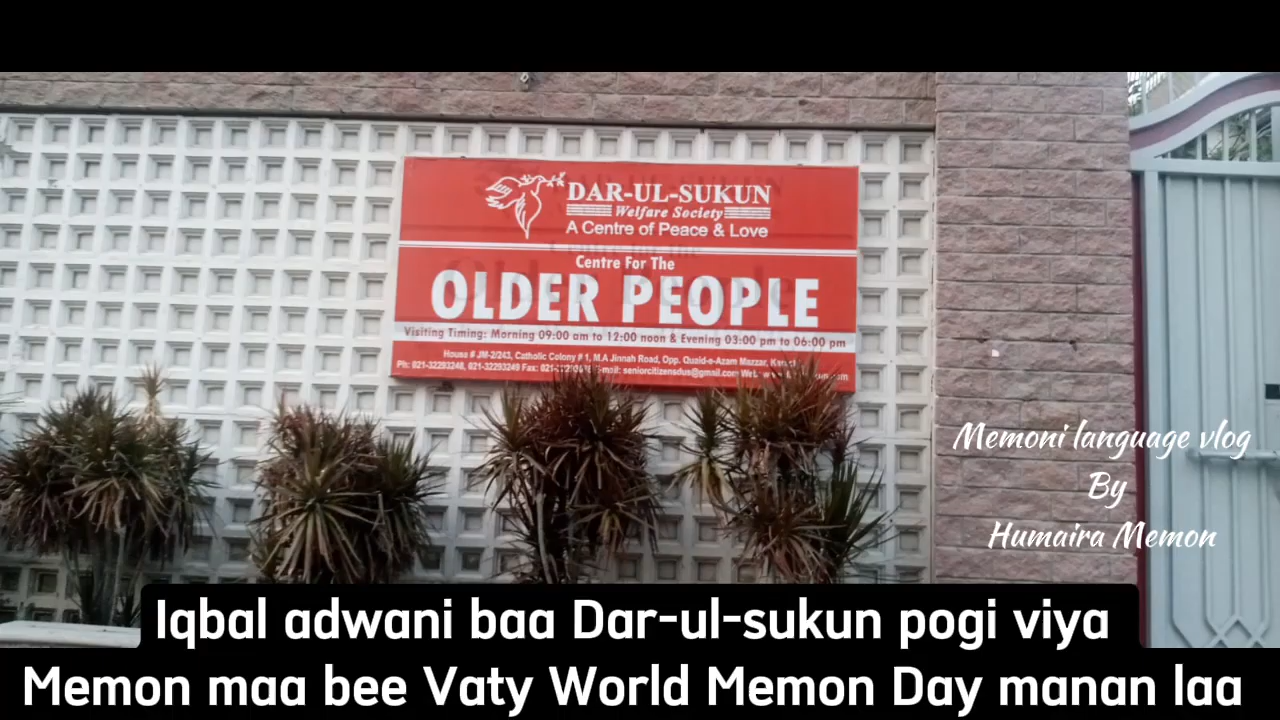 DAR-UL-SUKUN
Welfare Society
A Centre of Peace & Love
Centre For The
OLDER PEOPLE
Visiting Timing: Morning 09:00 am to 12:00 noon & Evening 03:00 pm to 06:00 pm
House # JM-2/243, Catholic Colony # 1, M.A Jinnah Road, Opp. Quaid-e-Azam Mazzar,
Ph: 021-32293248, 021-32293249 Fax: seniorcitizensdus@gmail.com
Memoni language vlog
By
Humaira Memon
Iqbal adwani baa Dar-ul-sukun pogi viya
Memon maa bee Vaty World Memon Day manan laa